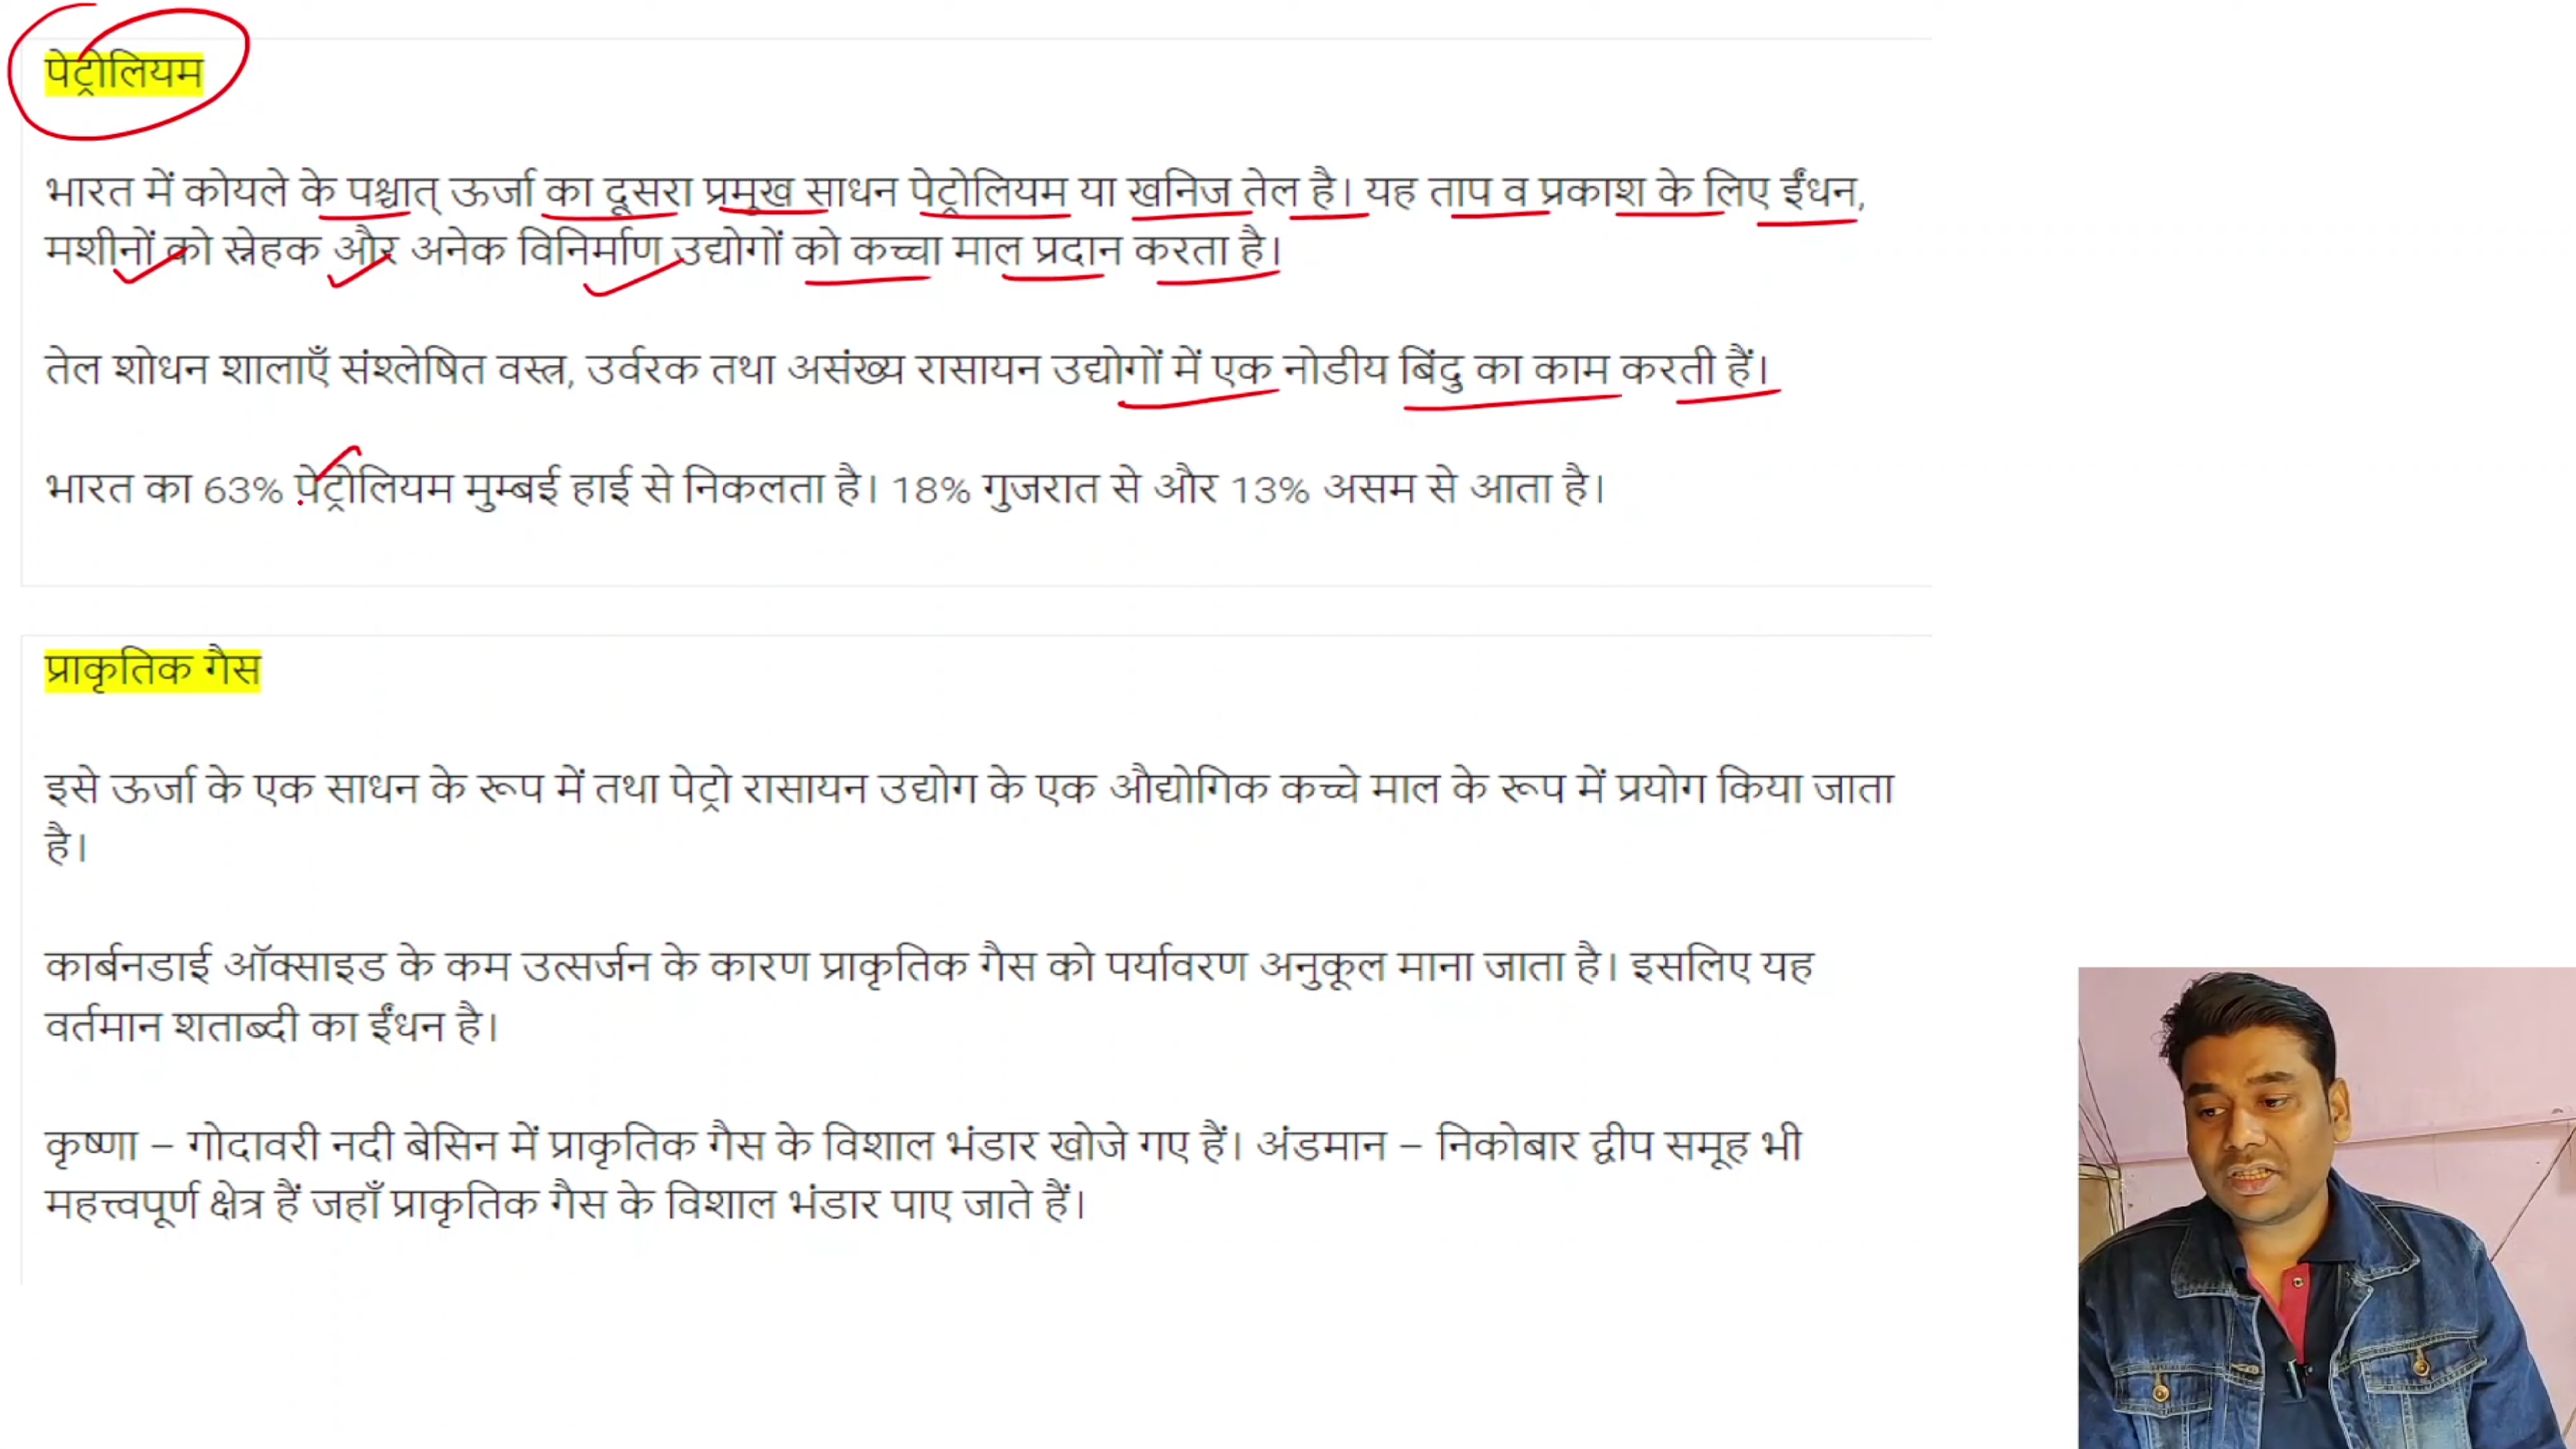 पेट्रोलियम
भारत में कोयले के पश्चात् ऊर्जा का दूसरा प्रमुख साधन पेट्रोलियम या खनिज तेल है। यह ताप व प्रकाश के लिए ईंधन,
मशीनों को स्नेहक और अनेक विनिर्माण उद्योगों को कच्चा माल प्रदान करता है।
तेल शोधन शालाएँ संश्लेषित वस्त्र, उर्वरक तथा असंख्य रासायन उद्योगों में एक नोडीय बिंदु का काम करती हैं।
भारत का 63% पेट्रोलियम मुम्बई हाई से निकलता है। 18% गुजरात से और 13% असम से आता है।
प्राकृतिक गैस
इसे ऊर्जा के एक साधन के रूप में तथा पेट्रो रासायन उद्योग के एक औद्योगिक कच्चे माल के रूप में प्रयोग किया जाता
है।
कार्बनडाई ऑक्साइड के कम उत्सर्जन के कारण प्राकृतिक गैस को पर्यावरण अनुकूल माना जाता है। इसलिए यह
वर्तमान शताब्दी का ईंधन है।
कृष्णा – गोदावरी नदी बेसिन में प्राकृतिक गैस के विशाल भंडार खोजे गए हैं। अंडमान – निकोबार द्वीप समूह भी
महत्त्वपूर्ण क्षेत्र हैं जहाँ प्राकृतिक गैस के विशाल भंडार पाए जाते हैं।